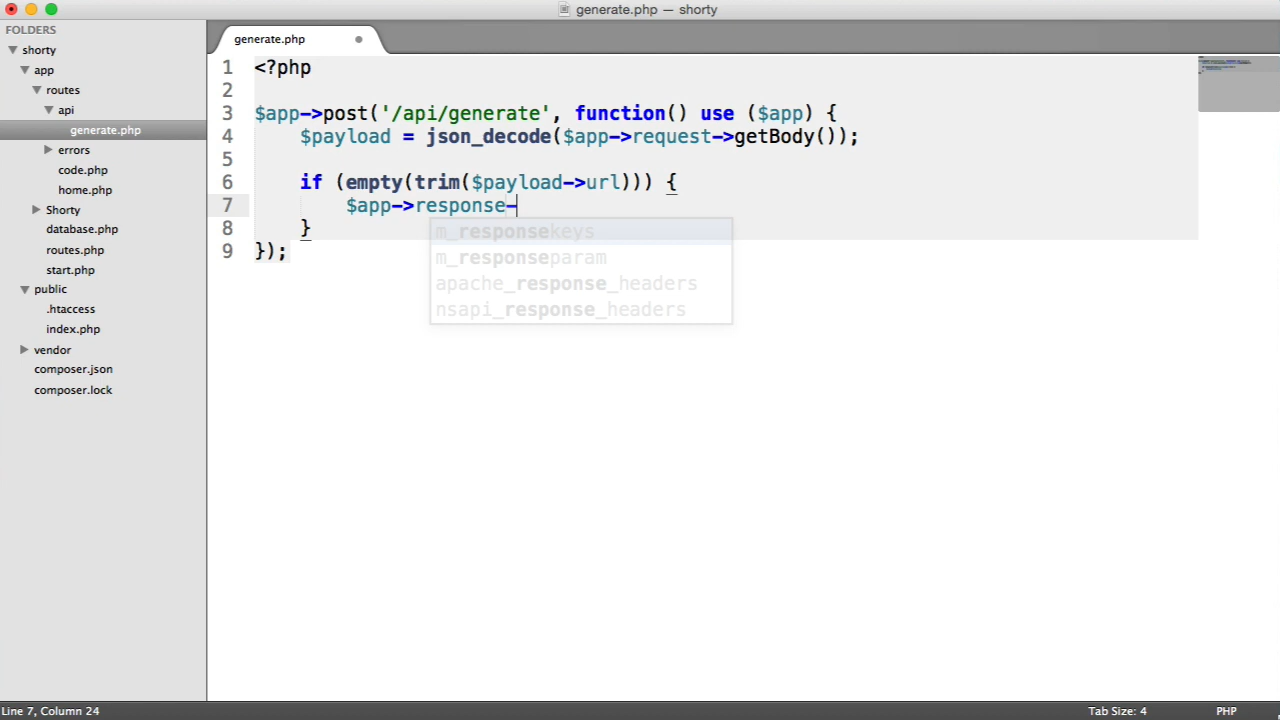 generate.php — shorty
FOLDERS
shorty
app
routes
api
generate.php
errors
code.php
home.php
Shorty
database.php
routes.php
start.php
public
.htaccess
index.php
vendor
composer.json
composer.lock
generate.php
1 <?php
2
3 $app->post('/api/generate', function() use ($app) {
4     $payload = json_decode($app->request->getBody());
5
6     if (empty(trim($payload->url))) {
7         $app->response-
8     }
9 });
m_responsekeys
m_responseparam
apache_response_headers
nsapi_response_headers
Line 7, Column 24
Tab Size: 4
PHP